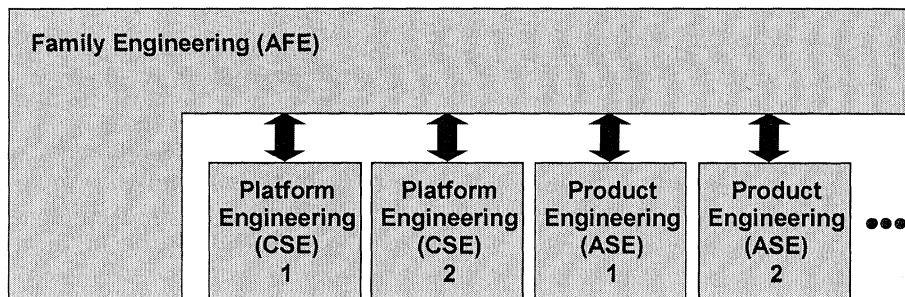 Family Engineering (AFE)
Platform
Engineering
(CSE)
1
Platform
Engineering
(CSE)
2
Product
Engineering
(ASE)
1
Product
Engineering
(ASE)
2